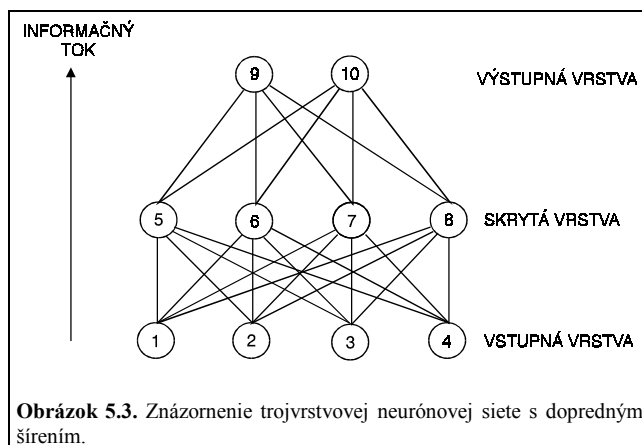 INFORMAČNÝ
TOK
9 10 VÝSTUPNÁ VRSTVA
5 6 7 8 SKRYTÁ VRSTVA
1 2 3 4 VSTUPNÁ VRSTVA
Obrázok 5.3. Znázornenie trojvrstvovej neurónovej siete s dopredným
šírením.